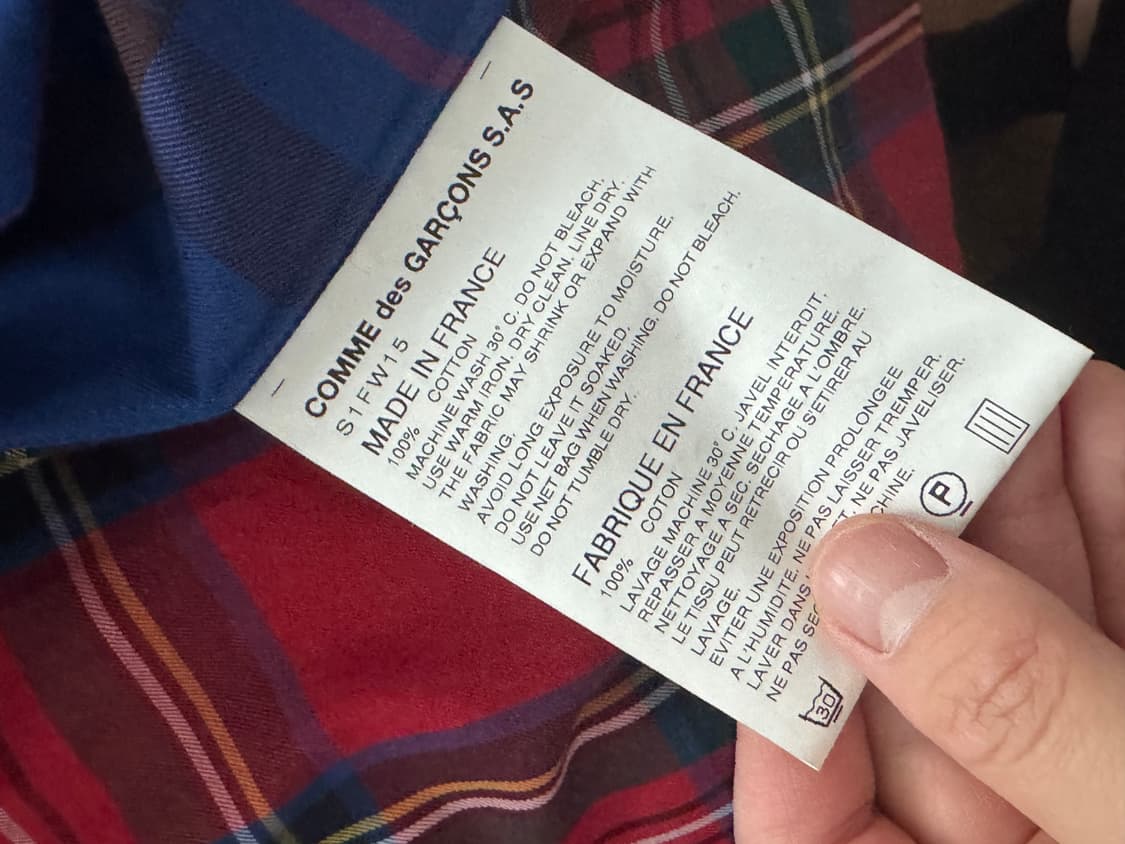 COMME des GARÇONS S.A.S
S1FW15
MADE IN FRANCE
100% COTTON
MACHINE WASH 30° C. DO NOT BLEACH.
USE WARM IRON. DRY CLEAN. LINE DRY.
THE FABRIC MAY SHRINK OR EXPAND WITH
WASHING.
AVOID LONG EXPOSURE TO MOISTURE.
DO NOT LEAVE IT SOAKED.
USE NET BAG WHEN WASHING. DO NOT BLEACH.
DO NOT TUMBLE DRY.
FABRIQUE EN FRANCE
100% COTON
LAVAGE MACHINE 30° C. JAVEL INTERDIT.
REPASSER A MOYENNE TEMPERATURE.
NETTOYAGE A SEC. SECHAGE A L'OMBRE.
LE TISSU PEUT RETRECIR OU SETIRER AU
LAVAGE.
EVITER UNE EXPOSITION PROLONGEE
A L'HUMIDITE. NE PAS LAISSER TREMPER.
LAVER DANS NE PAS JAVELISER.
NE PAS
30
P